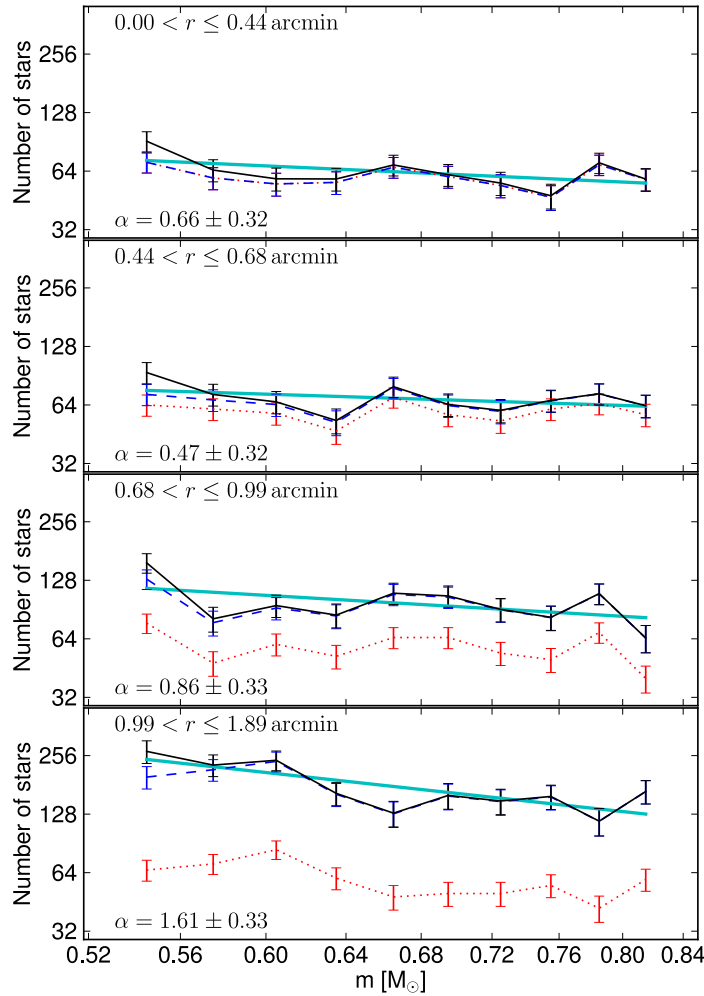 0.00 < r ≤ 0.44 arcmin
256
128
64
32
Number of stars
α = 0.66 ± 0.32
0.44 < r ≤ 0.68 arcmin
256
128
64
32
Number of stars
α = 0.47 ± 0.32
0.68 < r ≤ 0.99 arcmin
256
128
64
32
Number of stars
α = 0.86 ± 0.33
0.99 < r ≤ 1.89 arcmin
256
128
64
32
Number of stars
α = 1.61 ± 0.33
0.52 0.56 0.60 0.64 0.68 0.72 0.76 0.80 0.84
m [M☉]